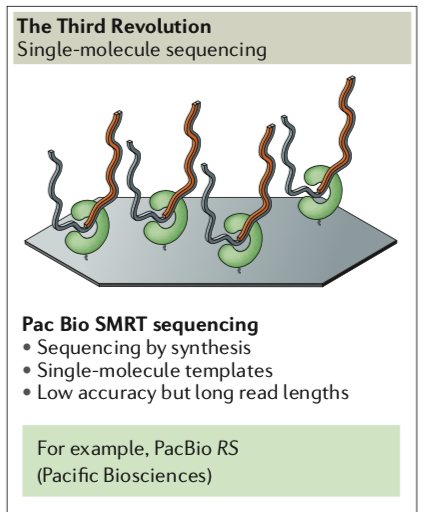 The Third Revolution
Single-molecule sequencing
Pac Bio SMRT sequencing
• Sequencing by synthesis
• Single-molecule templates
• Low accuracy but long read lengths
For example, PacBio RS
(Pacific Biosciences)